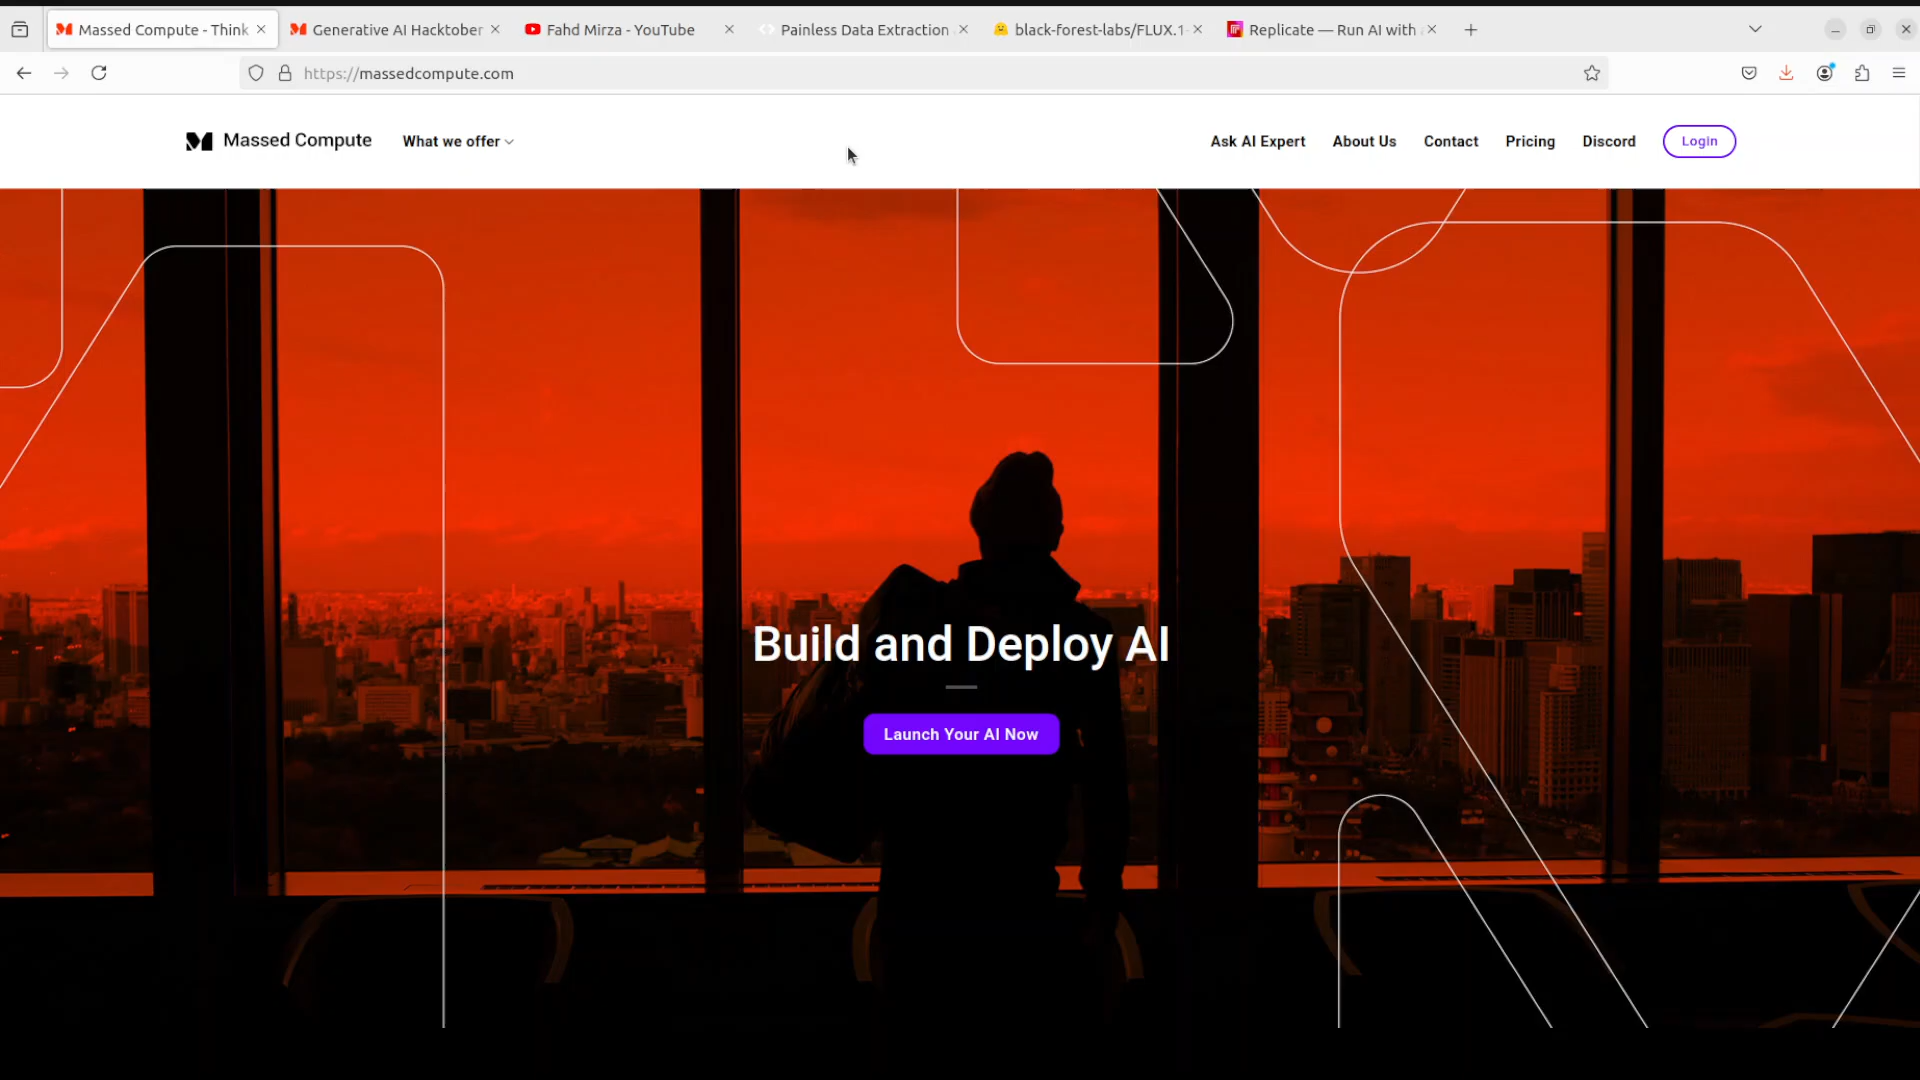 Massed Compute - Think
Generative AI Hacktober
Fahd Mirza - YouTube
Painless Data Extraction
black-forest-labs/FLUX.1
Replicate — Run AI with
https://massedcompute.com
Massed Compute
What we offer
Ask AI Expert
About Us
Contact
Pricing
Discord
Login
Build and Deploy AI
Launch Your AI Now